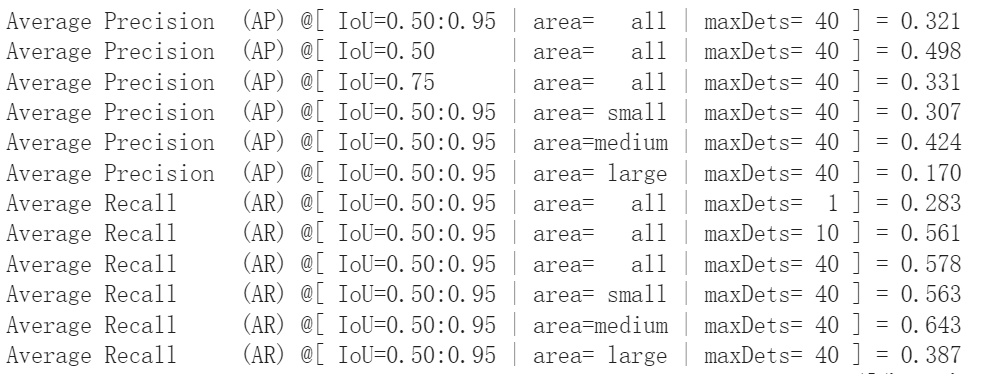 Average Precision  (AP) @[ IoU=0.50:0.95 | area=   all | maxDets= 40 ] = 0.321
Average Precision  (AP) @[ IoU=0.50      | area=   all | maxDets= 40 ] = 0.498
Average Precision  (AP) @[ IoU=0.75      | area=   all | maxDets= 40 ] = 0.331
Average Precision  (AP) @[ IoU=0.50:0.95 | area= small | maxDets= 40 ] = 0.307
Average Precision  (AP) @[ IoU=0.50:0.95 | area=medium | maxDets= 40 ] = 0.424
Average Precision  (AP) @[ IoU=0.50:0.95 | area= large | maxDets= 40 ] = 0.170
Average Recall     (AR) @[ IoU=0.50:0.95 | area=   all | maxDets=  1 ] = 0.283
Average Recall     (AR) @[ IoU=0.50:0.95 | area=   all | maxDets= 10 ] = 0.561
Average Recall     (AR) @[ IoU=0.50:0.95 | area=   all | maxDets= 40 ] = 0.578
Average Recall     (AR) @[ IoU=0.50:0.95 | area= small | maxDets= 40 ] = 0.563
Average Recall     (AR) @[ IoU=0.50:0.95 | area=medium | maxDets= 40 ] = 0.643
Average Recall     (AR) @[ IoU=0.50:0.95 | area= large | maxDets= 40 ] = 0.387